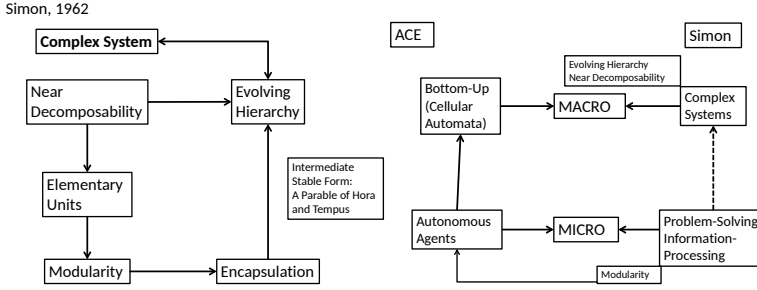 Simon, 1962
Complex System
Near
Decomposability
Evolving
Hierarchy
Elementary
Units
Intermediate
Stable Form:
A Parable of Hora
and Tempus
Modularity
Encapsulation
ACE
Simon
Evolving Hierarchy
Near Decomposability
Bottom-Up
(Cellular
Automata)
MACRO
Complex
Systems
Autonomous
Agents
MICRO
Problem-Solving
Information-
Processing
Modularity